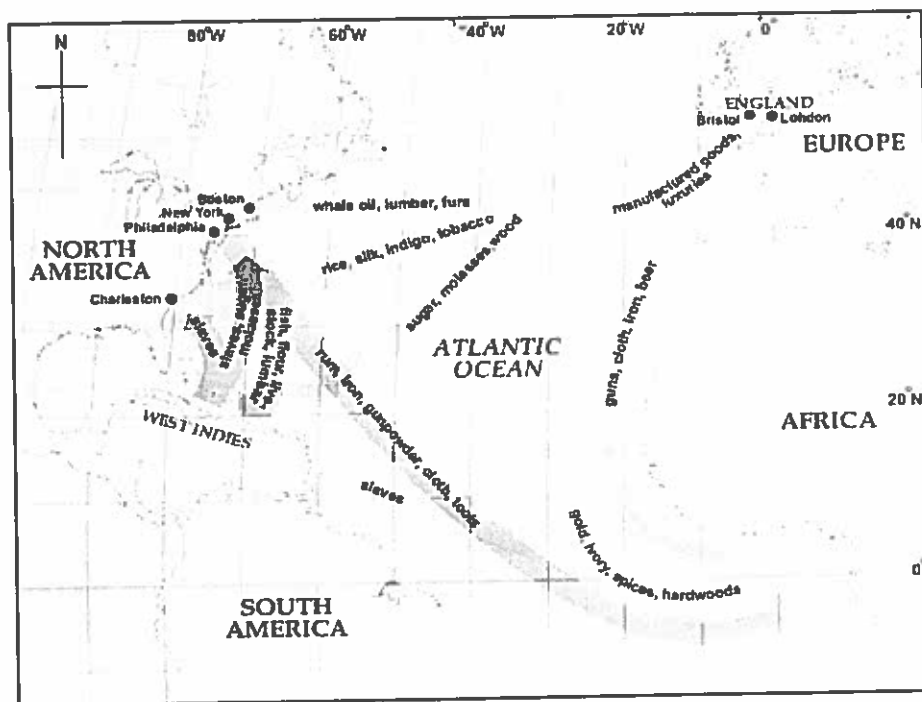 N
80°W
60°W
40°W
20°W
0
ENGLAND
Bristol
London
EUROPE
manufactured goods,
luxuries
Boston
New York
Philadelphia
whale oil, lumber, furs
40 N
rice, silk, indigo, tobacco
sugar, molasses, wood
NORTH
AMERICA
Charleston
slaves
molasses
fish, flour, live-
stock, lumber
guns, cloth, iron, beer
ATLANTIC
OCEAN
rum, iron, gunpowder, cloth, tools
20 N
AFRICA
WEST INDIES
slaves
gold, ivory, spices, hardwoods
0
SOUTH
AMERICA